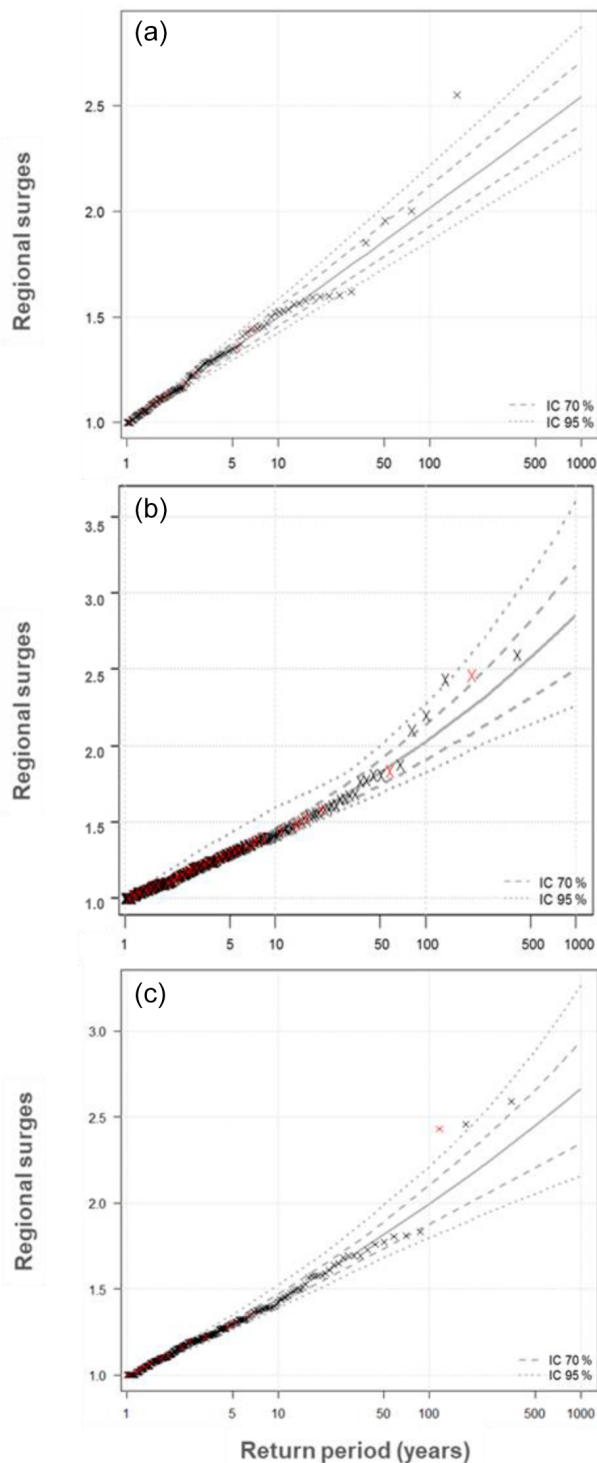 (a)
Regional surges
2.5
2.0
1.5
1.0
IC 70 %
IC 95 %
1 5 10 50 100 500 1000
(b)
Regional surges
3.5
3.0
2.5
2.0
1.5
1.0
IC 70 %
IC 95 %
1 5 10 50 100 500 1000
(c)
Regional surges
3.0
2.5
2.0
1.5
1.0
IC 70 %
IC 95 %
1 5 10 50 100 500 1000
Return period (years)